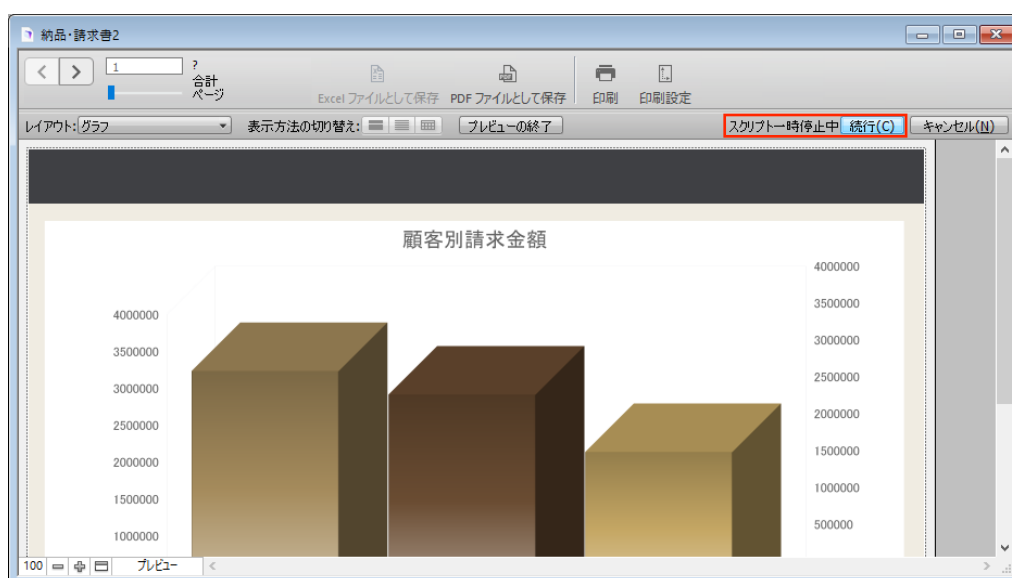 納品・請求書2
1
?
合計
ページ
Excel ファイルとして保存 PDF ファイルとして保存 印刷 印刷設定
レイアウト: グラフ 表示方法の切り替え: プレビューの終了 スクリプト一時停止中 続行(C) キャンセル(N)
顧客別請求金額
4000000
3500000
3000000
2500000
2000000
1500000
1000000
4000000
3500000
3000000
2500000
2000000
1500000
1000000
500000
100 プレビュー